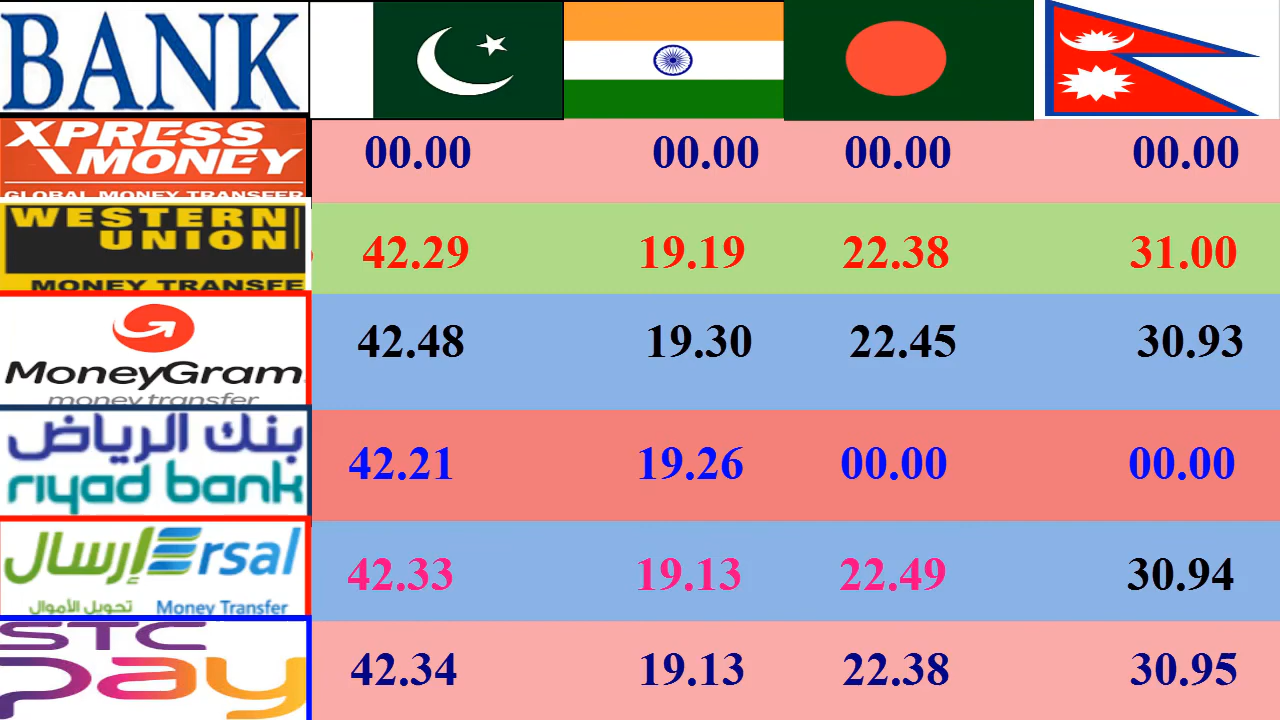 BANK
XPRESS
MONEY
GLOBAL MONEY TRANSFER
00.00 00.00 00.00 00.00
WESTERN
UNION
MONEY TRANSFE
42.29 19.19 22.38 31.00
MoneyGram
money transfer
42.48 19.30 22.45 30.93
بنك الرياض
riyad bank
42.21 19.26 00.00 00.00
إرسال Ersal
تحويل الأموال Money Transfer
42.33 19.13 22.49 30.94
STC
pay
42.34 19.13 22.38 30.95